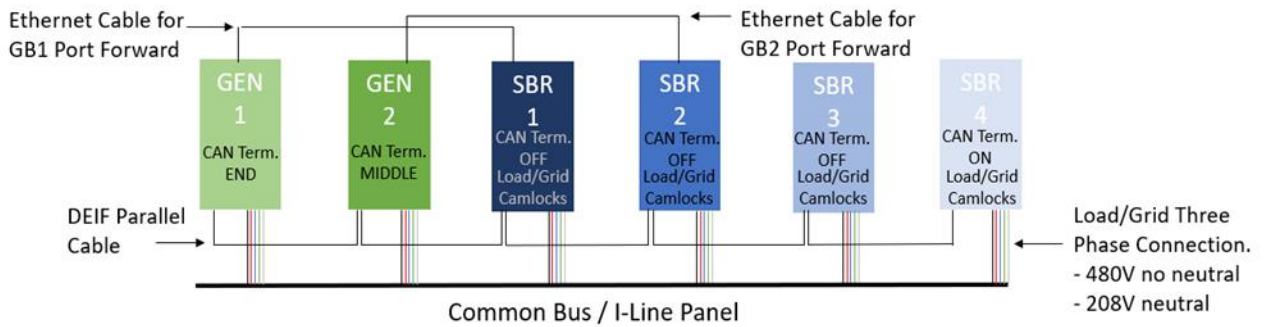 Ethernet Cable for
GB1 Port Forward
Ethernet Cable for
GB2 Port Forward
GEN
1
CAN Term.
END
GEN
2
CAN Term.
MIDDLE
SBR
1
CAN Term.
OFF
Load/Grid
Camlocks
SBR
2
CAN Term.
OFF
Load/Grid
Camlocks
SBR
3
CAN Term.
OFF
Load/Grid
Camlocks
SBR
4
CAN Term.
ON
Load/Grid
Camlocks
DEIF Parallel
Cable
Load/Grid Three
Phase Connection.
- 480V no neutral
- 208V neutral
Common Bus / I-Line Panel